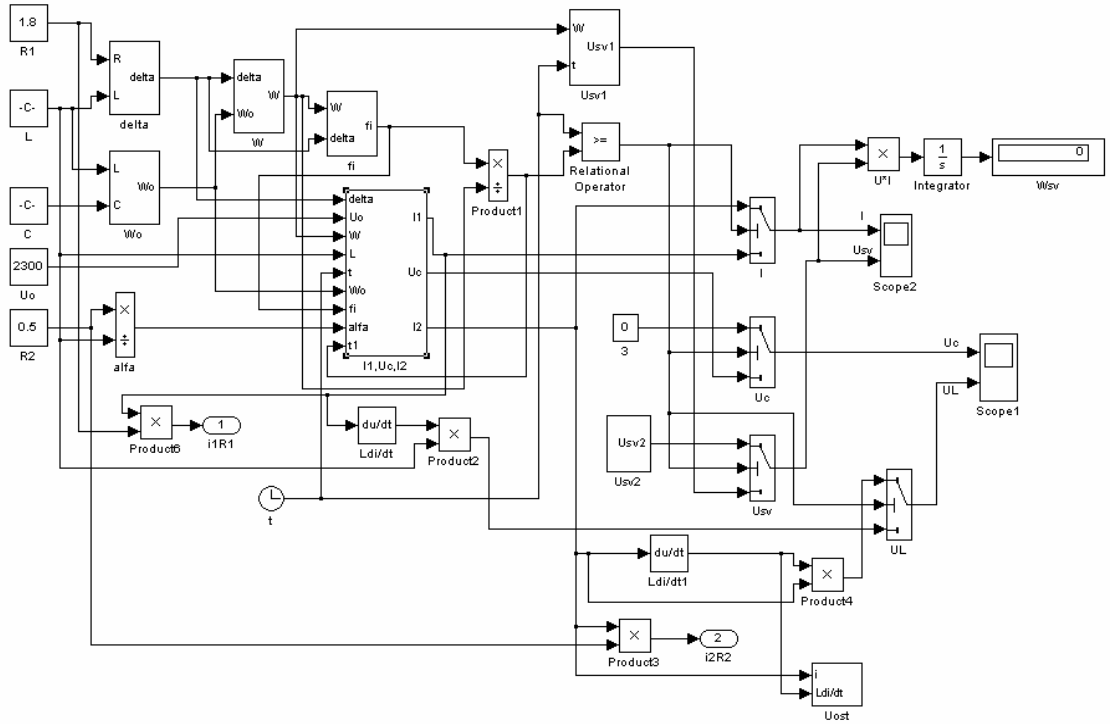 1.8
R1
R
L
delta
delta
-C-
L
L
C
Wo
Wo
-C-
C
2300
Uo
0.5
R2
×
÷
alfa
delta
Wo
W
W
W
delta
fi
fi
W
t
Usv1
Usv1
>=
Relational
Operator
×
÷
Product1
delta
Uo
W
L
t
Wo
fi
alfa
t1
I1
Uc
I2
I1,Uc,I2
I
×
U*I
1
s
Integrator
0
Wsv
I
Usv
Scope2
0
3
Uc
Uc
UL
Scope1
×
Product6
1
i1R1
du/dt
Ldi/dt
×
Product2
Usv2
Usv2
Usv
t
UL
du/dt
Ldi/dt1
×
Product4
×
Product3
2
i2R2
i
Ldi/dt
Uost